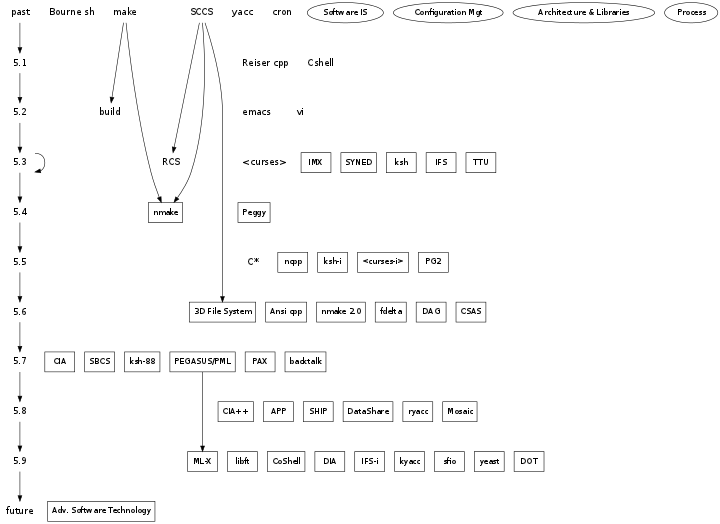 past Bourne sh make SCCS yacc cron Software IS Configuration Mgt Architecture & Libraries Process
5.1 Reiser cpp Cshell
5.2 build emacs vi
5.3 RCS <curses> IMX SYNED ksh IFS TTU
5.4 nmake Peggy
5.5 C* ncpp ksh-i <curses-i> PG2
5.6 3D File System Ansi cpp nmake 2.0 fdelta DAG CSAS
5.7 CIA SBCS ksh-88 PEGASUS/PML PAX backtalk
5.8 CIA++ APP SHIP DataShare ryacc Mosaic
5.9 ML-X libft CoShell DIA IFS-i kyacc sfio yeast DOT
future Adv. Software Technology